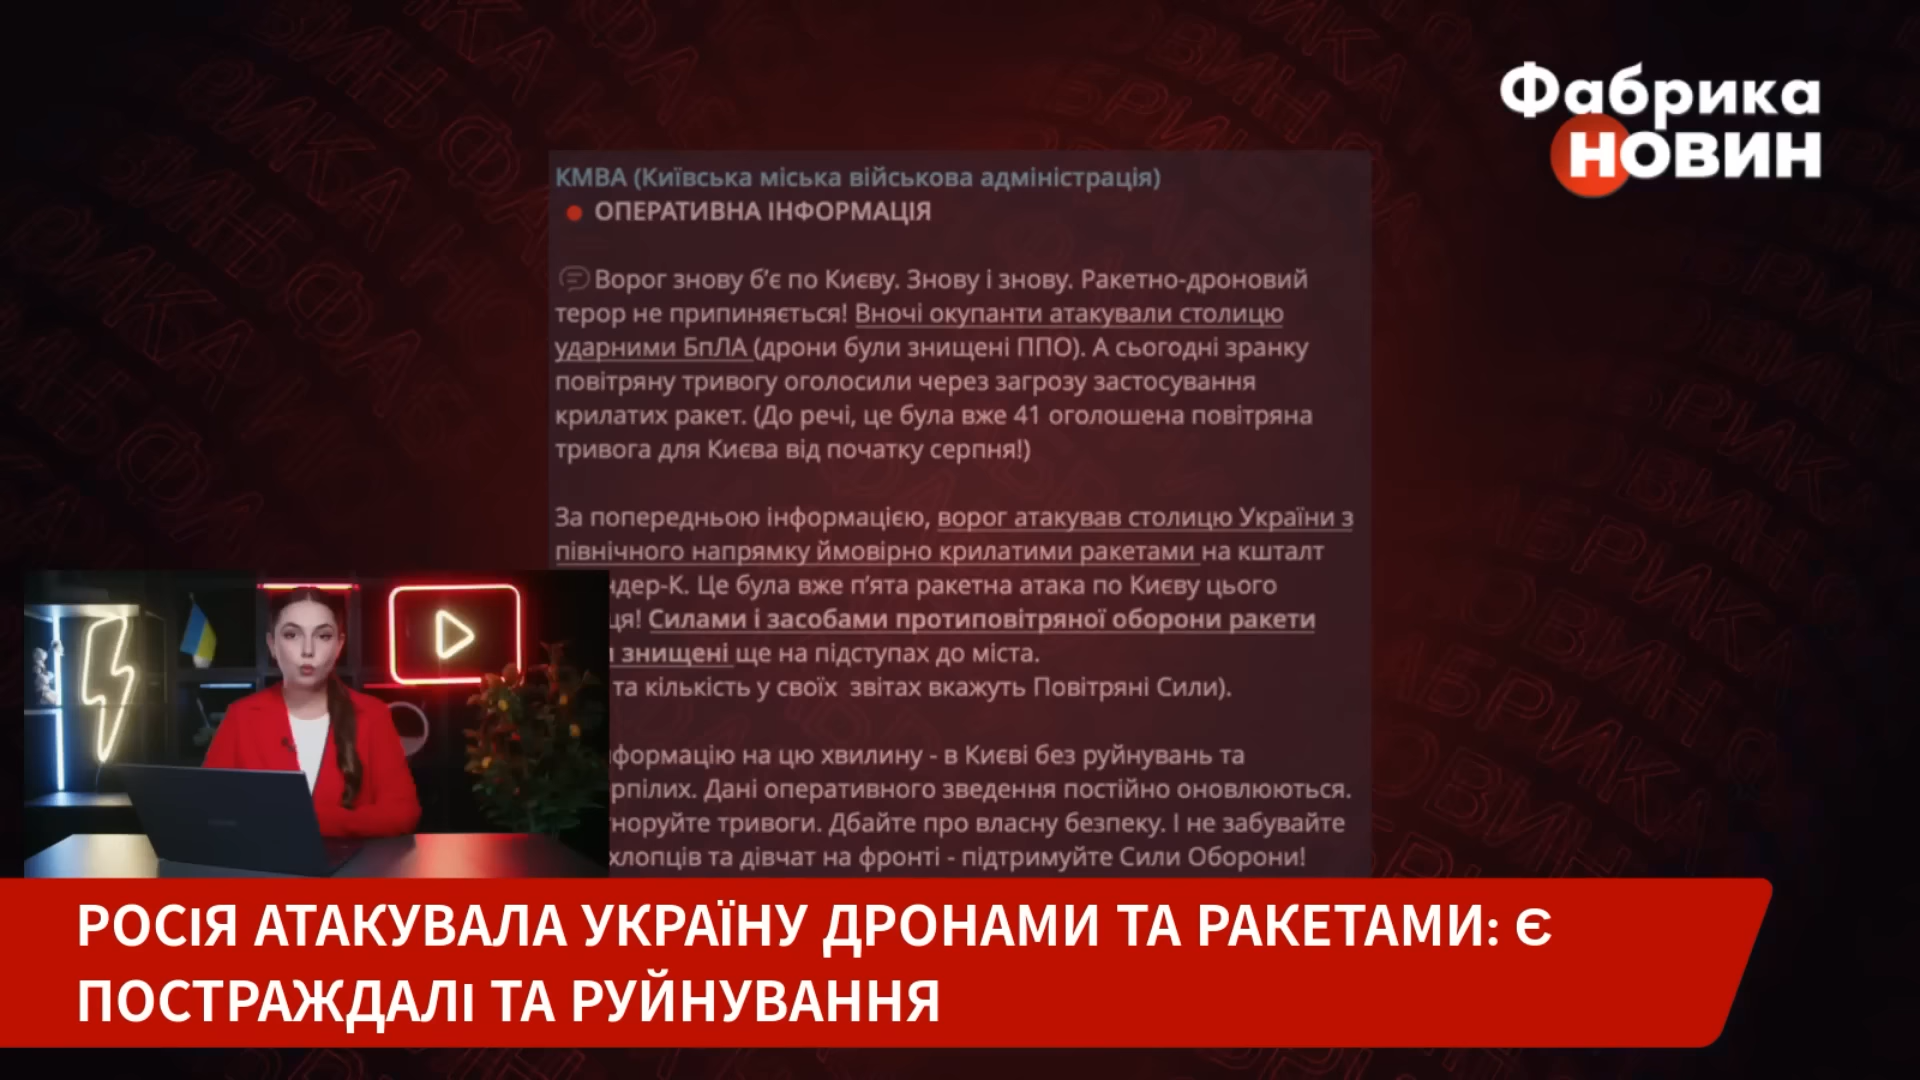 Фабрика
НОВИН
КМВА (Київська міська військова адміністрація)
ОПЕРАТИВНА ІНФОРМАЦІЯ
Ворог знову б’є по Києву. Знову і знову. Ракетно-дроновий
терор не припиняється! Вночі окупанти атакували столицю
ударними БпЛА (дрони були знищені ППО). А сьогодні зранку
повітряну тривогу оголосили через загрозу застосування
крилатих ракет. (До речі, це була вже 41 оголошена повітряна
тривога для Києва від початку серпня!)
За попередньою інформацією, ворог атакував столицю України з
північного напрямку ймовірно крилатими ракетами на кшталт
ндер-К. Це була вже п’ята ракетна атака по Києву цього
ця! Силами і засобами протиповітряної оборони ракети
знищені ще на підступах до міста.
та кількість у своїх звітах вкажуть Повітряні Сили).
формацію на цю хвилину - в Києві без руйнувань та
рпілих. Дані оперативного зведення постійно оновлюються.
норуйте тривоги. Дбайте про власну безпеку. І не забувайте
хлопців та дівчат на фронті - підтримуйте Сили Оборони!
РОСІЯ АТАКУВАЛА УКРАЇНУ ДРОНАМИ ТА РАКЕТАМИ: Є
ПОСТРАЖДАЛІ ТА РУЙНУВАННЯ